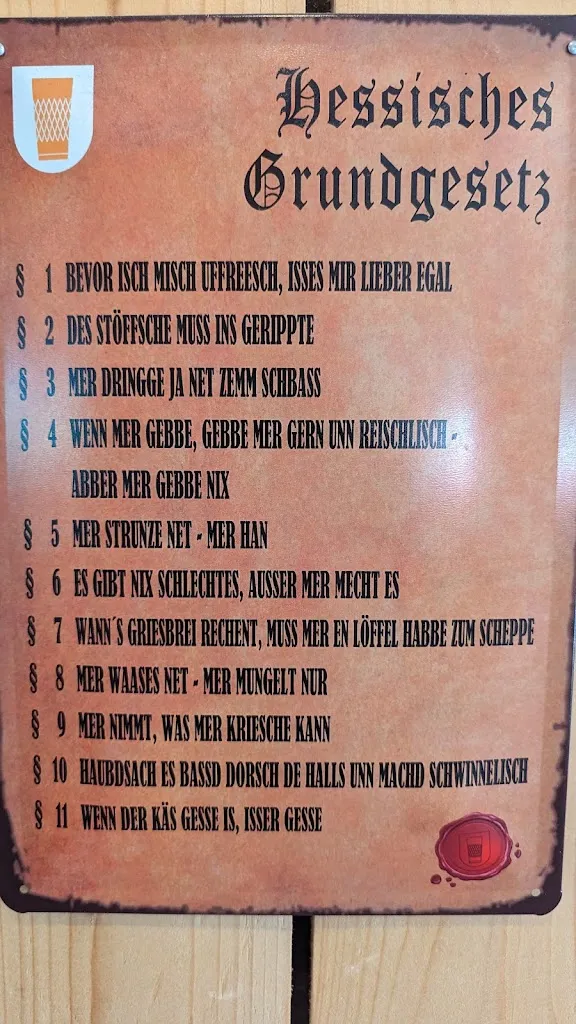 Hessisches
Grundgesetz
§ 1 BEVOR ISCH MISCH UFFREESCH, ISSES MIR LIEBER EGAL
§ 2 DES STÖFFSCHE MUSS INS GERIPPTE
§ 3 MER DRINGGE JA NET ZEMM SCHBASS
§ 4 WENN MER GEBBE, GEBBE MER GERN UNN REISCHLISCH -
ABBER MER GEBBE NIX
§ 5 MER STRUNZE NET - MER HAN
§ 6 ES GIBT NIX SCHLECHTES, AUSSER MER MECHT ES
§ 7 WANN´S GRIESBREI RECHENT, MUSS MER EN LÖFFEL HABBE ZUM SCHEPPE
§ 8 MER WAASES NET - MER MUNGELT NUR
§ 9 MER NIMMT, WAS MER KRIESCHE KANN
§ 10 HAUBDSACH ES BASSD DORSCH DE HALLS UNN MACHD SCHWINNELISCH
§ 11 WENN DER KÄS GESSE IS, ISSER GESSE